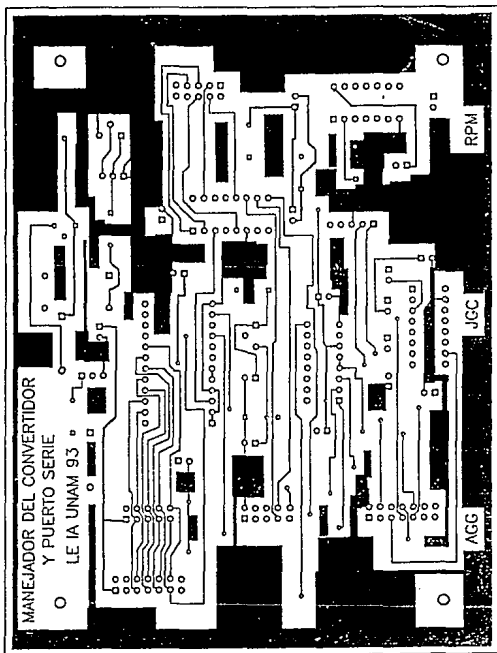 MANEJADOR DEL CONVERTIDOR
Y PUERTO SERIE
LE IA UNAM 93
AGG
JGC
RPM